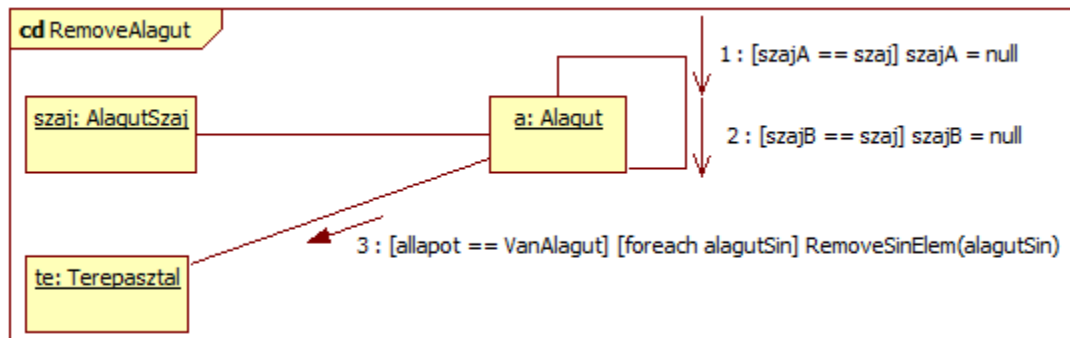 cd RemoveAlagut
1 : [szajA == szaj] szajA = null
szaj: AlagutSzaj
a: Alagut
2 : [szajB == szaj] szajB = null
3 : [allapot == VanAlagut] [foreach alagutSin] RemoveSinElem(alagutSin)
te: Terepasztal